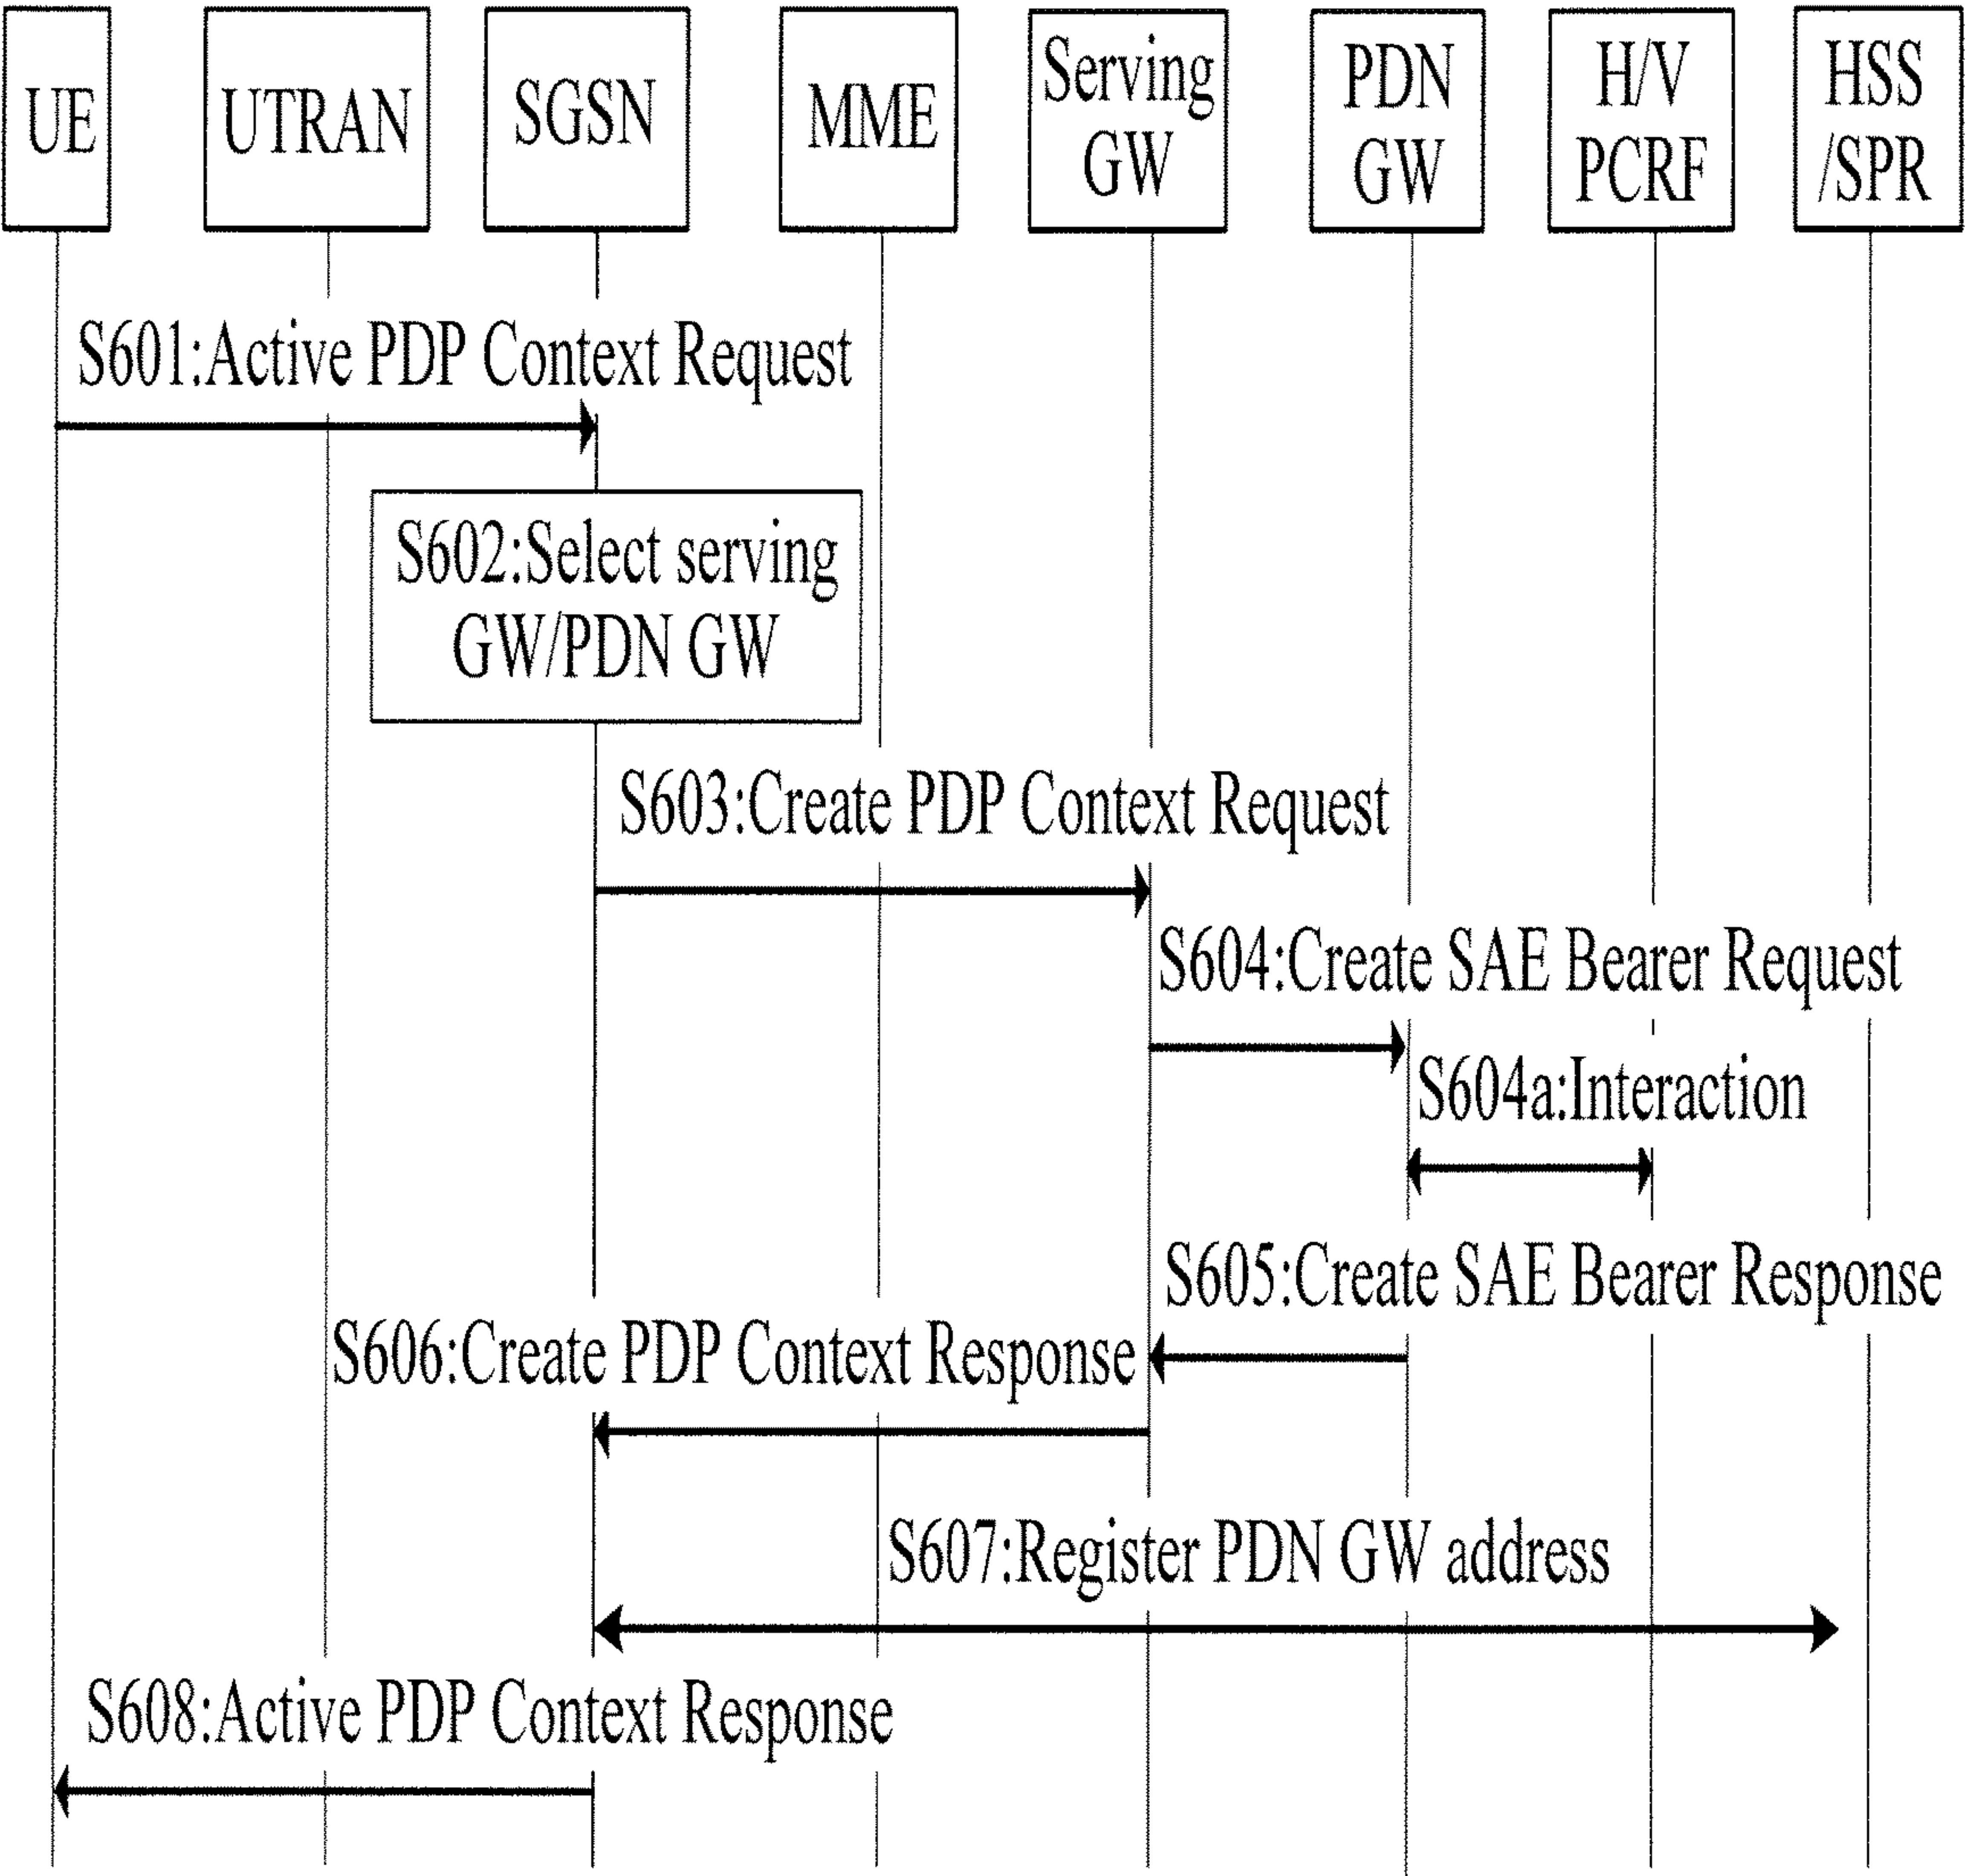 UE
UTRAN
SGSN
MME
Serving
GW
PDN
GW
H/V
PCRF
HSS
/SPR
S601:Active PDP Context Request
S602:Select serving
GW/PDN GW
S603:Create PDP Context Request
S604:Create SAE Bearer Request
S604a:Interaction
S605:Create SAE Bearer Response
S606:Create PDP Context Response
S607:Register PDN GW address
S608:Active PDP Context Response